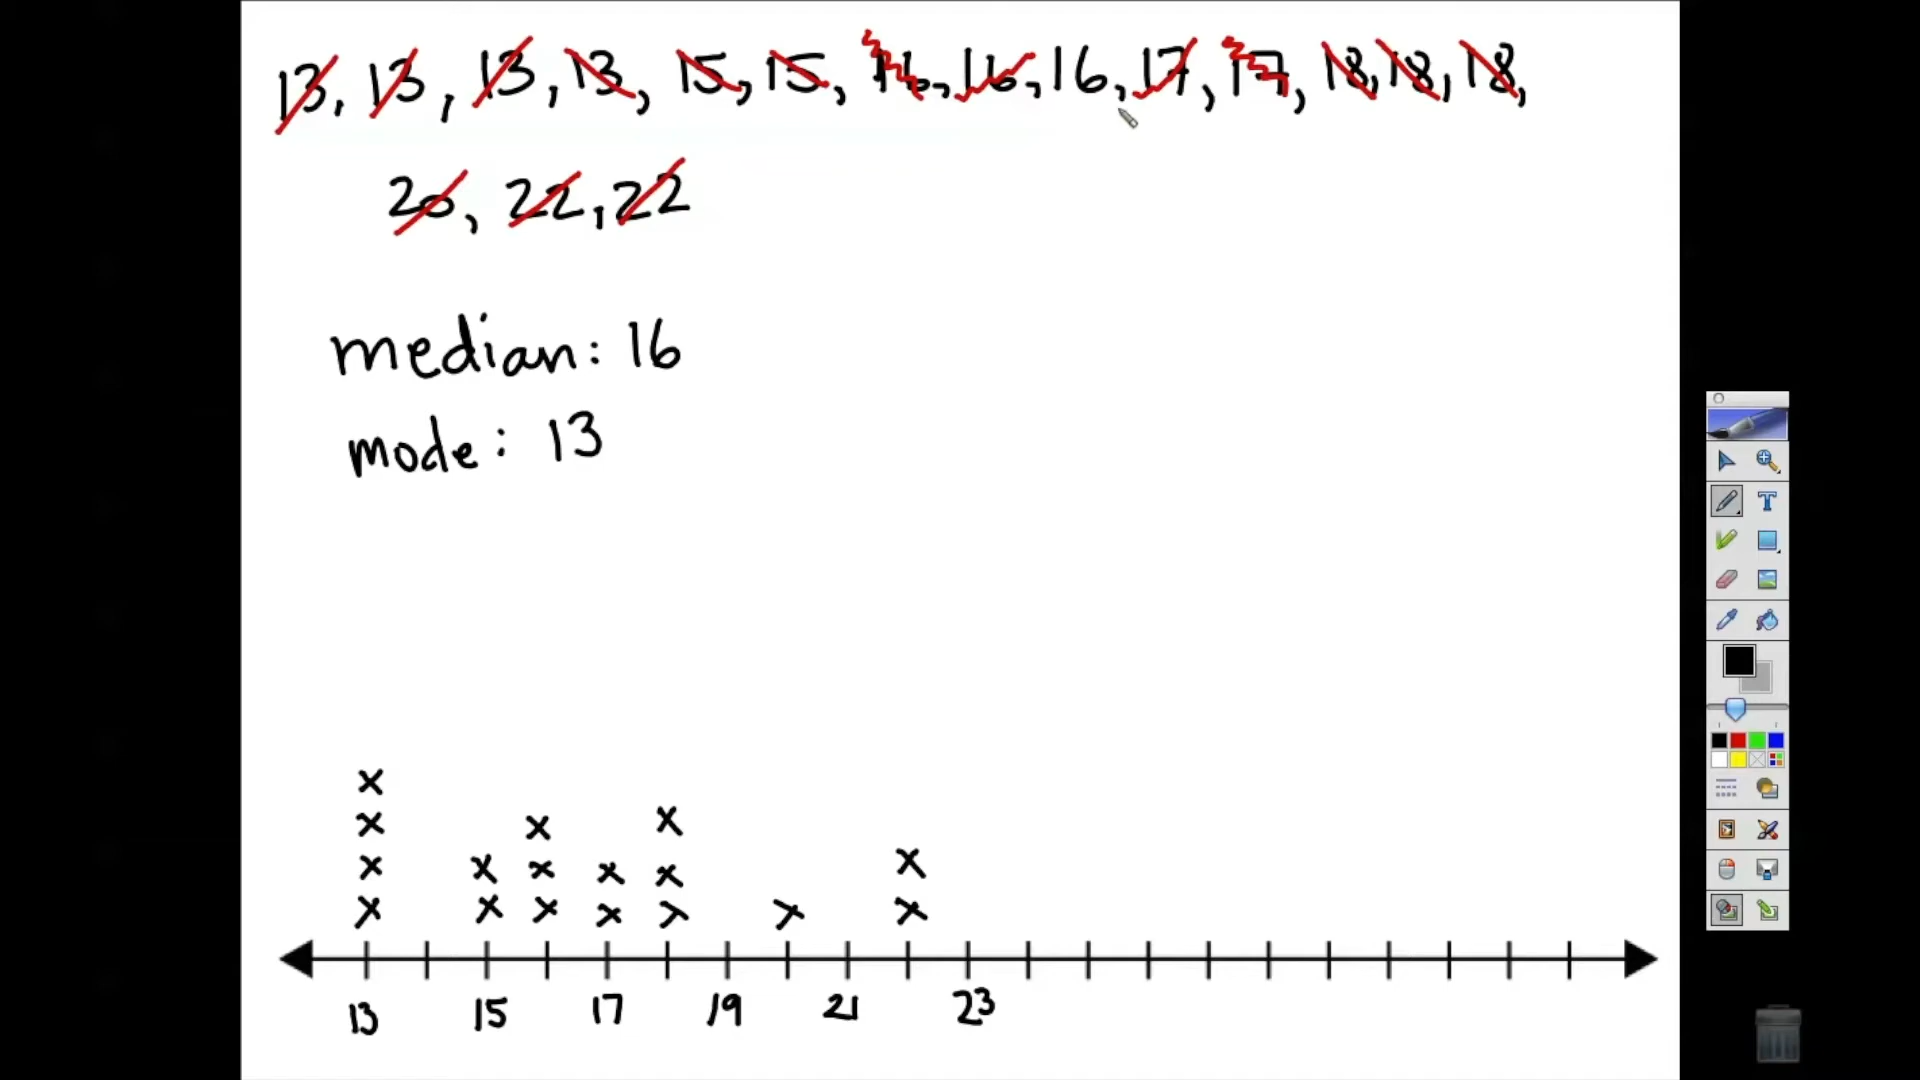 13, 13, 13, 13, 15, 15, 16, 16, 16, 17, 17, 18, 18, 18,
20, 22, 22
median: 16
mode: 13
13 15 17 19 21 23